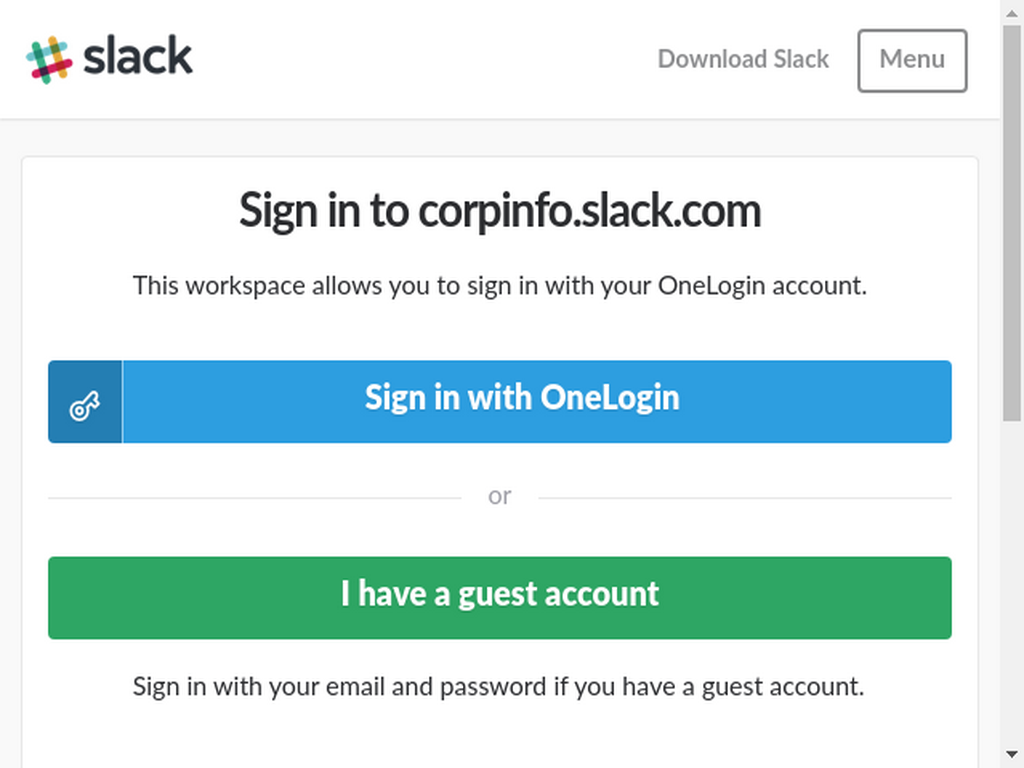 slack
Download Slack
Menu
Sign in to corpinfo.slack.com
This workspace allows you to sign in with your OneLogin account.
Sign in with OneLogin
or
I have a guest account
Sign in with your email and password if you have a guest account.